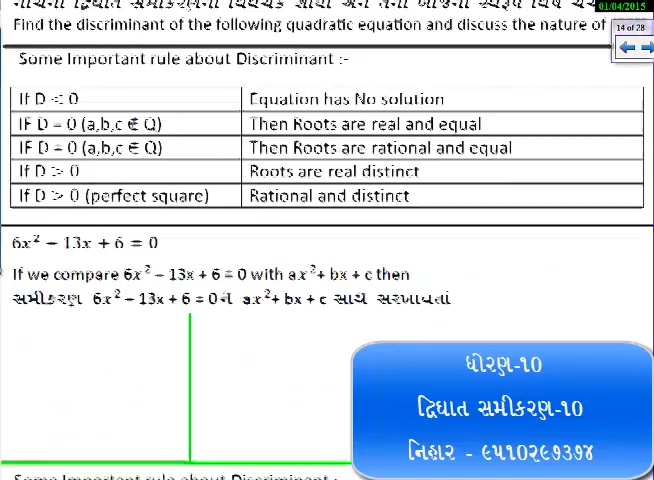 01/04/2015
Find the discriminant of the following quadratic equation and discuss the nature of
14 of 28
Some Important rule about Discriminant :-
If D < 0 Equation has No solution
IF D = 0 (a,b,c ∉ Q) Then Roots are real and equal
IF D = 0 (a,b,c ∈ Q) Then Roots are rational and equal
If D > 0 Roots are real distinct
If D > 0 (perfect square) Rational and distinct
6x² − 13x + 6 = 0
If we compare 6x² − 13x + 6 = 0 with ax²+ bx + c then
સમીકરણ 6x² − 13x + 6 = 0 ને ax²+ bx + c સાથે સરખાવતાં
ધોરણ-૧0
દ્વિઘાત સમીકરણ-૧0
નિહાર - ૯૫૧0૨૯૭૩૭૪
Some Important rule about Discriminant :